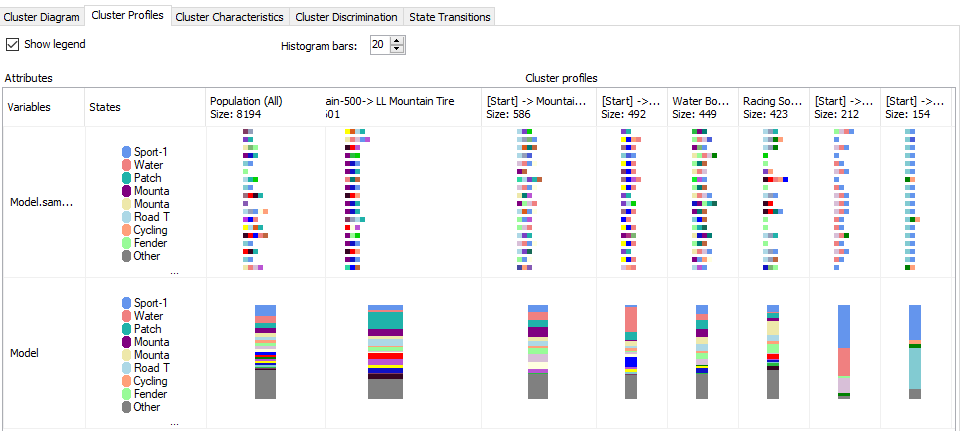 Cluster Diagram Cluster Profiles Cluster Characteristics Cluster Discrimination State Transitions
Show legend Histogram bars: 20
Attributes Cluster profiles
Variables States Population (All) ain-500-> LL Mountain Tire [Start] -> Mountai... [Start] ->... Water Bo... Racing So... [Start] ->... [Start] ->...
Size: 8194 501 Size: 586 Size: 492 Size: 449 Size: 423 Size: 212 Size: 154
Model.sam...
Sport-1
Water
Patch
Mounta
Mounta
Road T
Cycling
Fender
Other
...
Model
Sport-1
Water
Patch
Mounta
Mounta
Road T
Cycling
Fender
Other
...